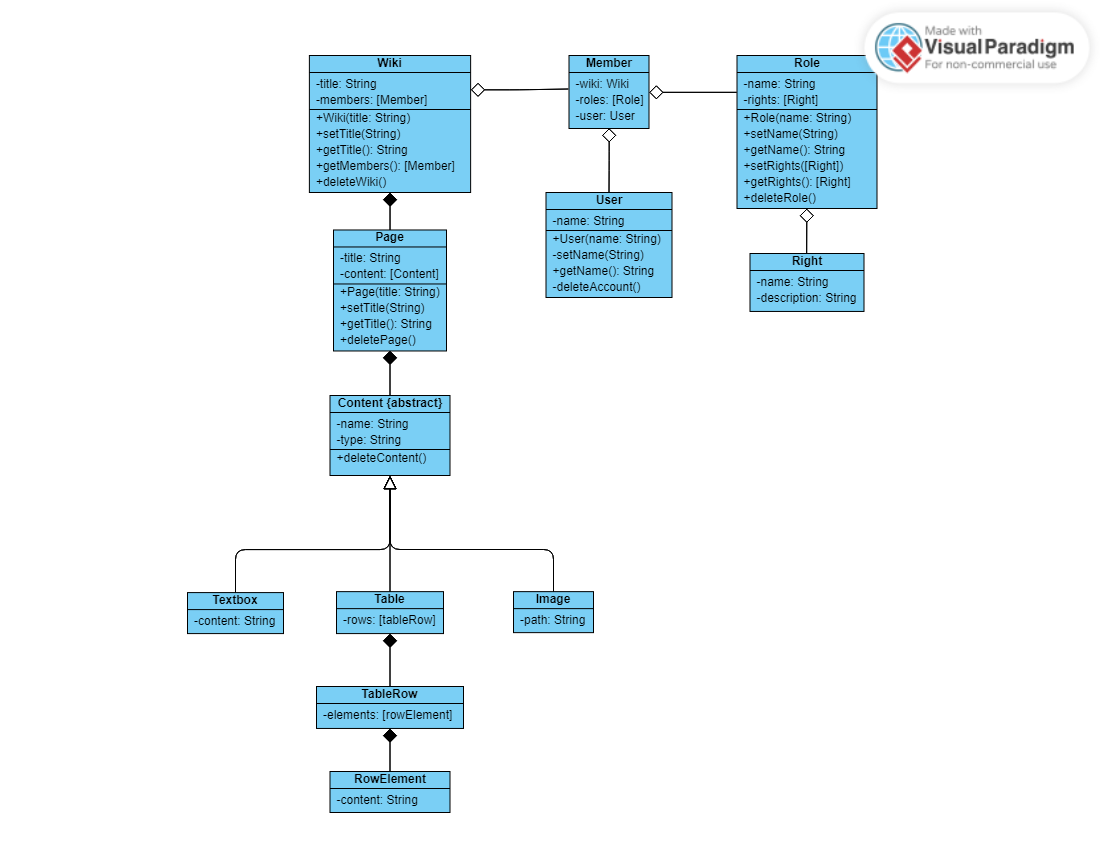 Made with
Visual Paradigm
For non-commercial use
Wiki
-title: String
-members: [Member]
+Wiki(title: String)
+setTitle(String)
+getTitle(): String
+getMembers(): [Member]
+deleteWiki()
Member
-wiki: Wiki
-roles: [Role]
-user: User
Role
-name: String
-rights: [Right]
+Role(name: String)
+setName(String)
+getName(): String
+setRights([Right])
+getRights(): [Right]
+deleteRole()
User
-name: String
+User(name: String)
-setName(String)
+getName(): String
-deleteAccount()
Page
-title: String
-content: [Content]
+Page(title: String)
+setTitle(String)
+getTitle(): String
+deletePage()
Right
-name: String
-description: String
Content {abstract}
-name: String
-type: String
+deleteContent()
Textbox
-content: String
Table
-rows: [tableRow]
Image
-path: String
TableRow
-elements: [rowElement]
RowElement
-content: String